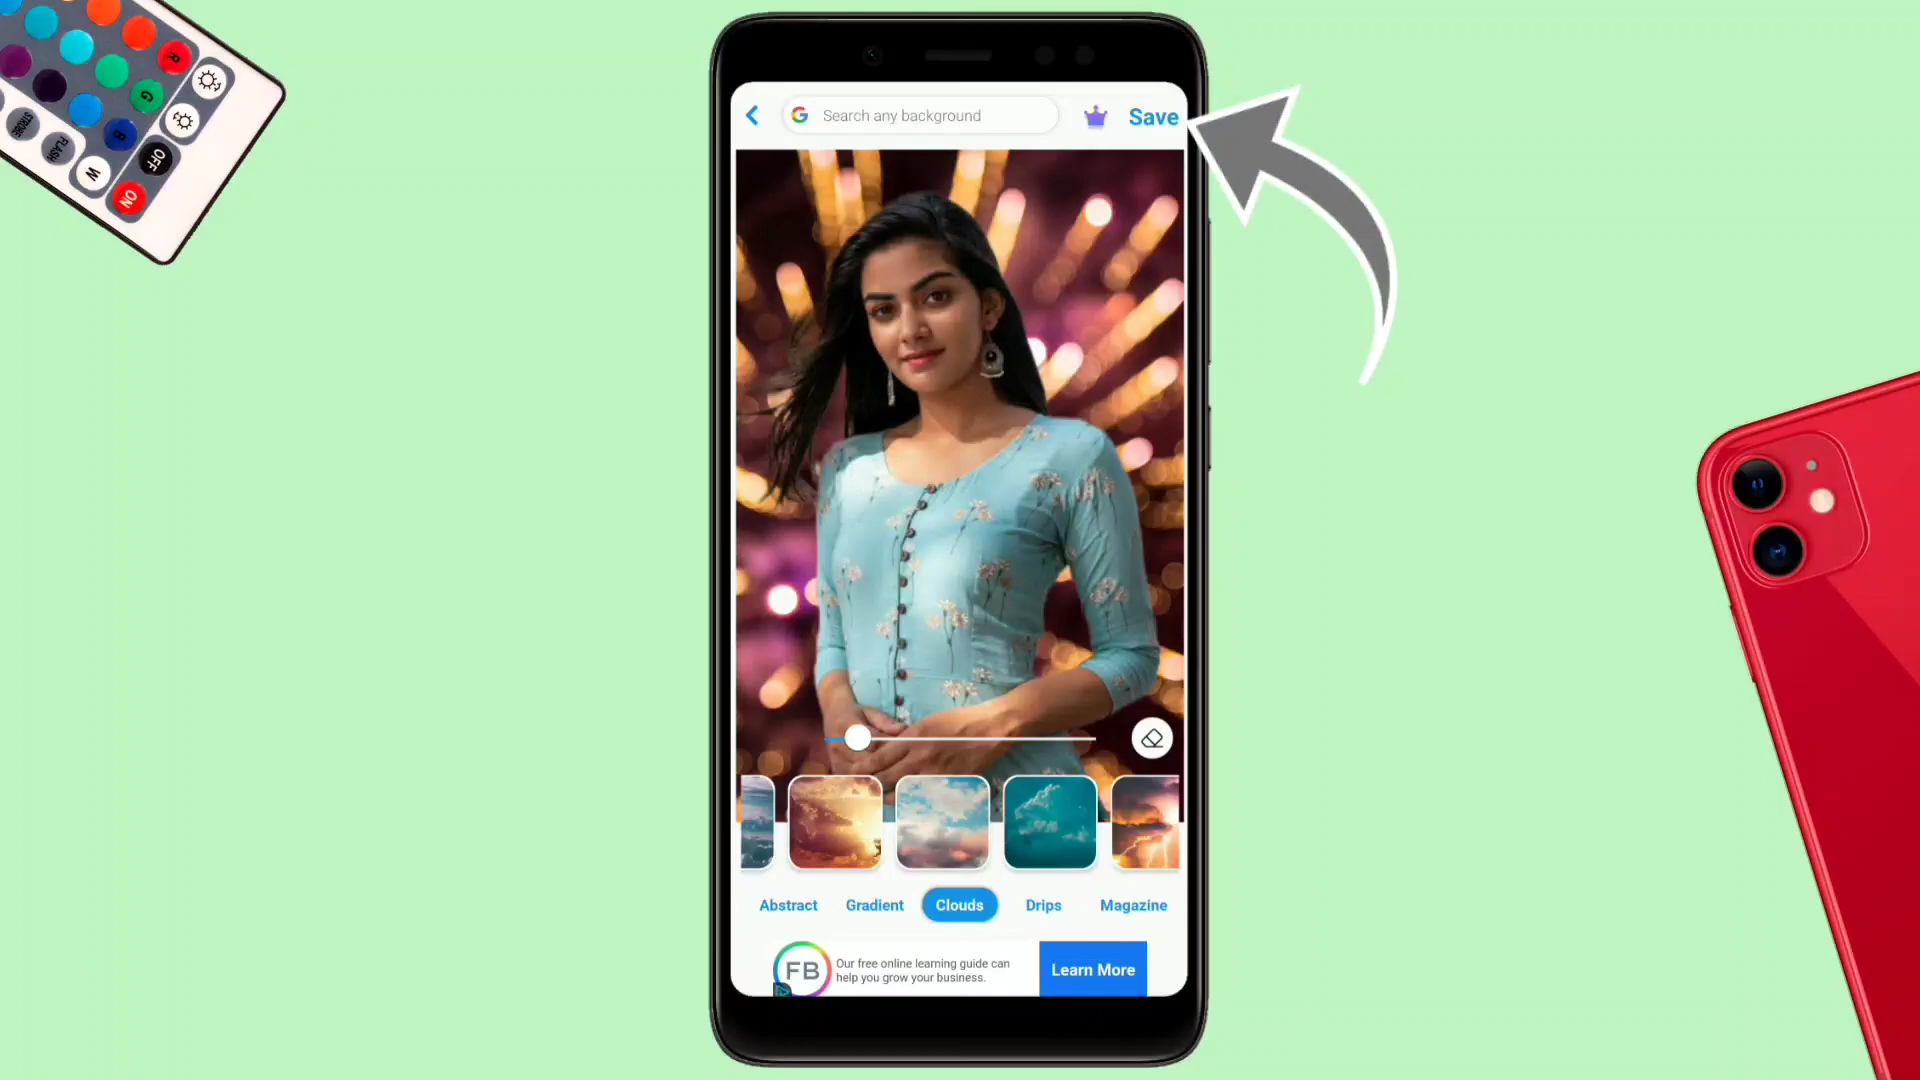 R
G
B
W
STROBE
FLASH
OFF
ON
Search any background
Save
Abstract
Gradient
Clouds
Drips
Magazine
FB
Our free online learning guide can
help you grow your business.
Learn More